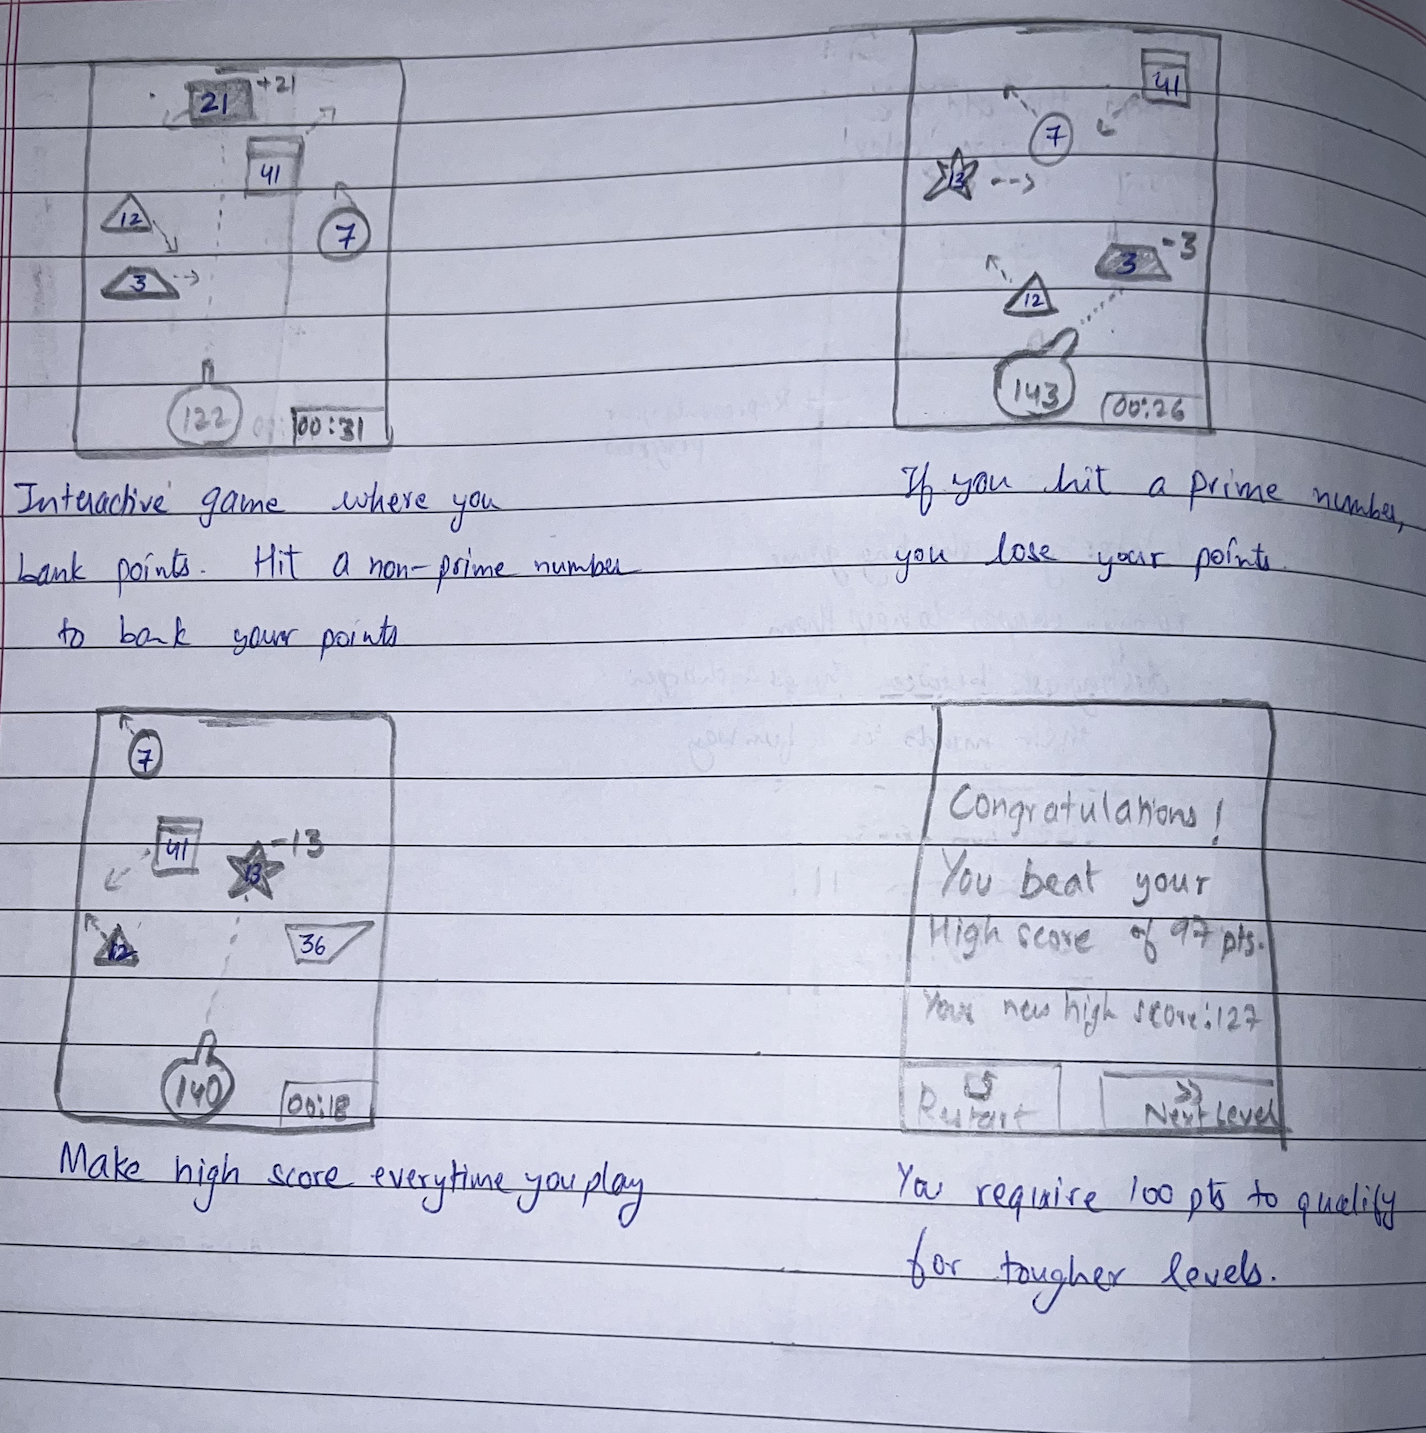 21 +21
41
12
7
3
122
00:31
Interactive game where you
bank points. Hit a non-prime number
to bank your points
41
7
13
3 -3
12
143
00:26
If you hit a prime number,
you lose your points.
7
41
13 -13
12
36
140
00:18
Make high score everytime you play
Congratulations!
You beat your
High score of 97 pts.
Your new high score: 127
Restart
Next Level
You require 100 pts to qualify
for tougher levels.